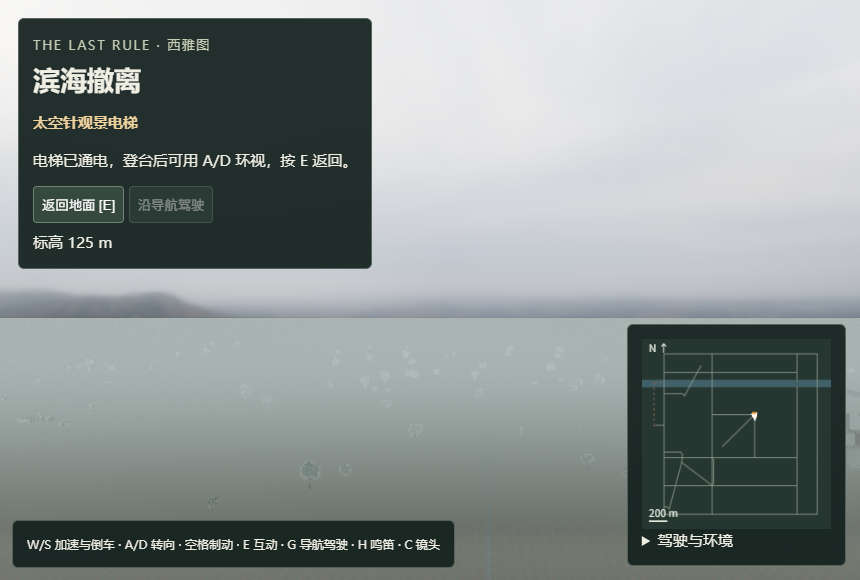 THE LAST RULE · 西雅图
滨海撤离
太空针观景电梯
电梯已通电，登台后可用 A/D 环视，按 E 返回。
返回地面 [E]
沿导航驾驶
标高 125 m
N ↑
200 m
▶ 驾驶与环境
W/S 加速与倒车 · A/D 转向 · 空格制动 · E 互动 · G 导航驾驶 · H 鸣笛 · C 镜头